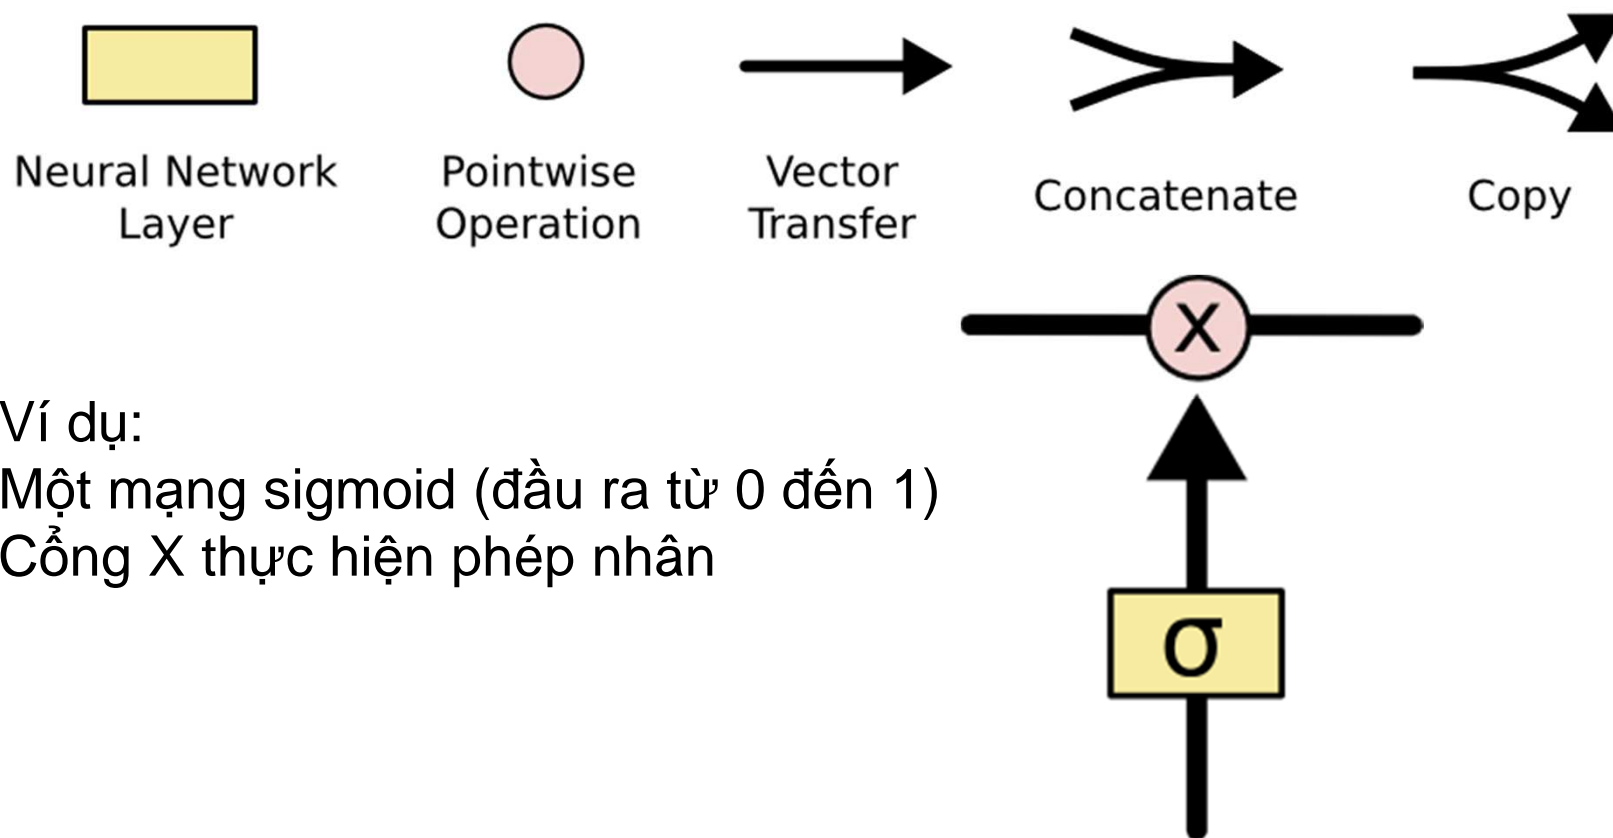 Neural Network
Layer
Pointwise
Operation
Vector
Transfer
Concatenate
Copy
X
Ví dụ:
Một mạng sigmoid (đầu ra từ 0 đến 1)
Cổng X thực hiện phép nhân
σ